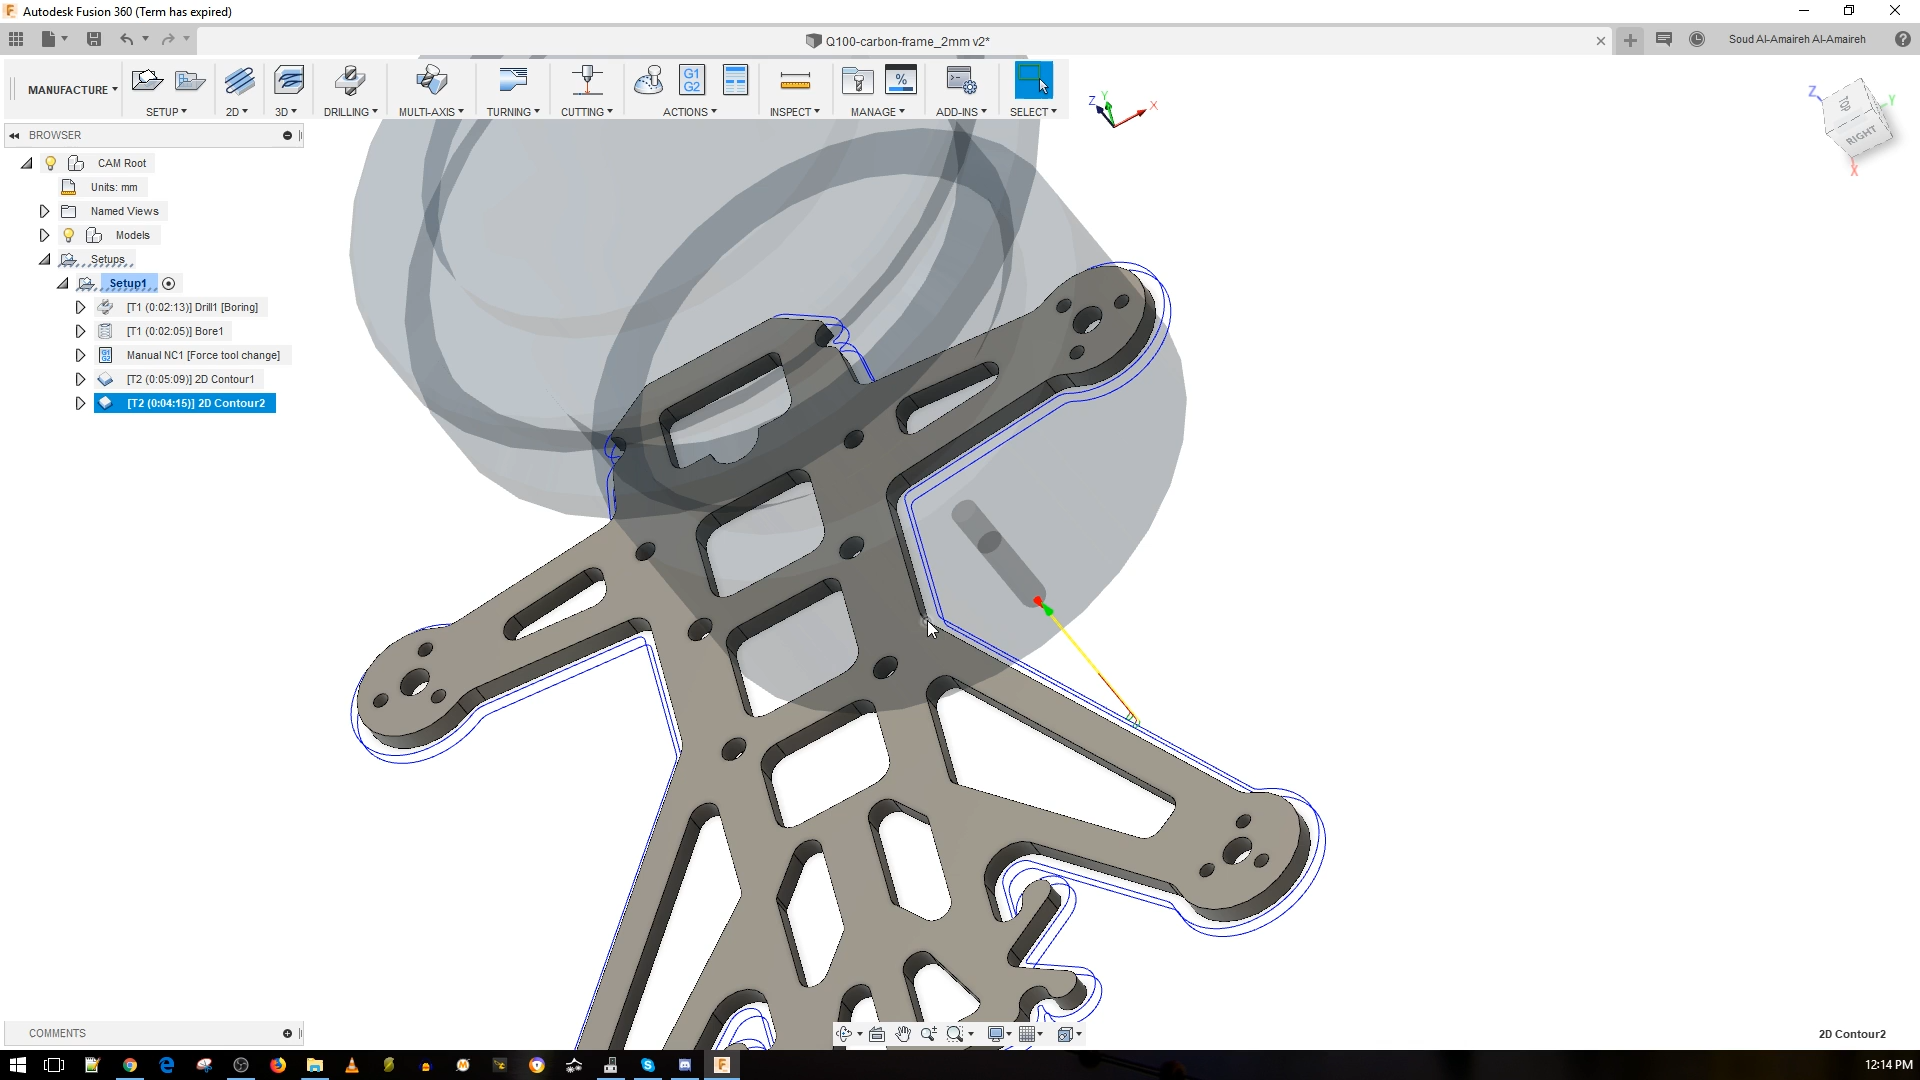 Autodesk Fusion 360 (Term has expired)
Q100-carbon-frame_2mm v2*
Soud Al-Amaireh Al-Amaireh
MANUFACTURE
G1
G2
%
SETUP
2D
3D
DRILLING
MULTI-AXIS
TURNING
CUTTING
ACTIONS
INSPECT
MANAGE
ADD-INS
SELECT
Z
Y
X
Z
Y
TOP
RIGHT
X
BROWSER
CAM Root
Units: mm
Named Views
Models
Setups
Setup1
[T1 (0:02:13)] Drill1 [Boring]
[T1 (0:02:05)] Bore1
Manual NC1 [Force tool change]
[T2 (0:05:09)] 2D Contour1
[T2 (0:04:15)] 2D Contour2
COMMENTS
2D Contour2
12:14 PM